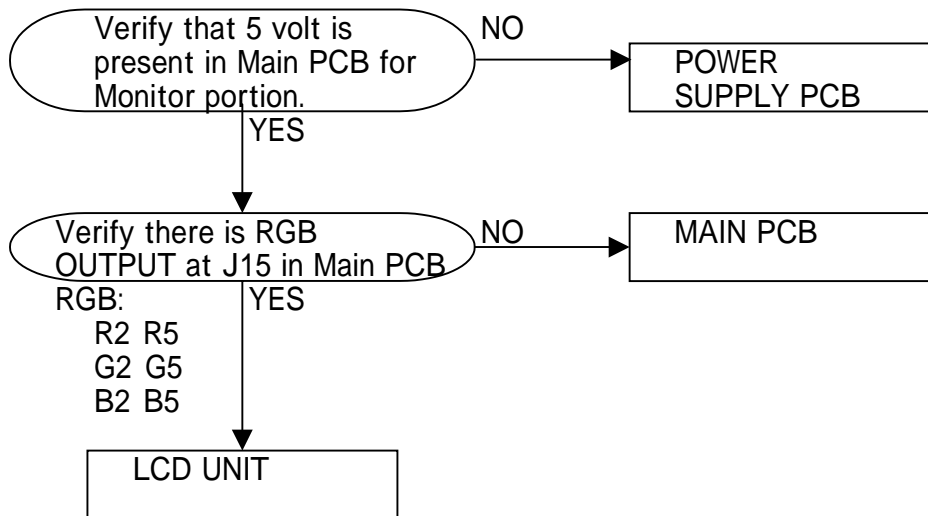 Verify that 5 volt is
present in Main PCB for
Monitor portion.
NO
POWER
SUPPLY PCB
YES
Verify there is RGB
OUTPUT at J15 in Main PCB
NO
MAIN PCB
RGB:
YES
R2 R5
G2 G5
B2 B5
LCD UNIT